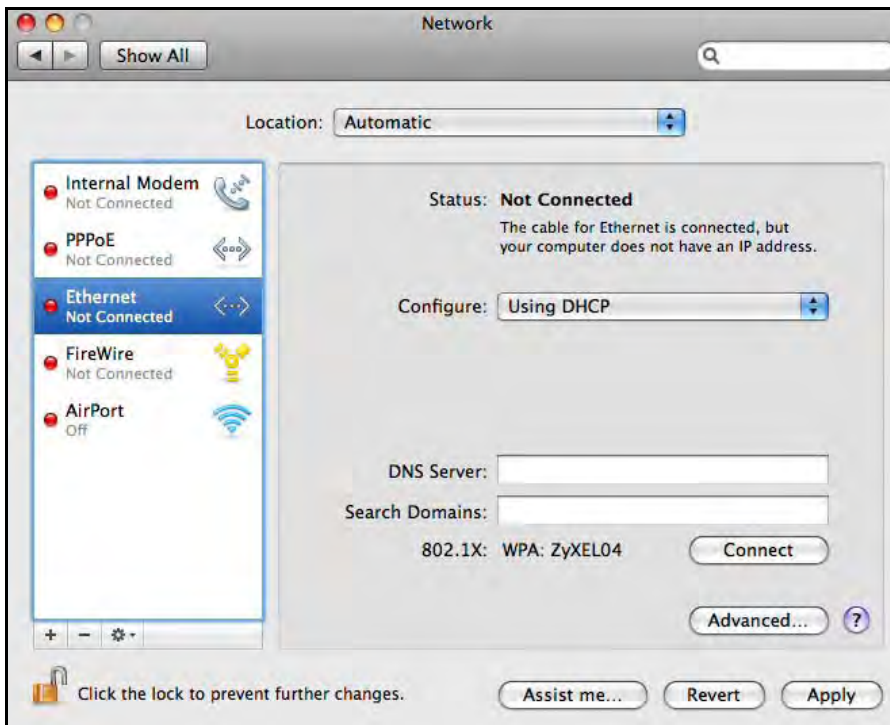 Network
Show All
Location: Automatic
Internal Modem
Not Connected
PPPoE
Not Connected
Ethernet
Not Connected
FireWire
Not Connected
AirPort
Off
Status: Not Connected
The cable for Ethernet is connected, but
your computer does not have an IP address.
Configure: Using DHCP
DNS Server:
Search Domains:
802.1X: WPA: ZyXEL04 Connect
Advanced... ?
Click the lock to prevent further changes.
Assist me... Revert Apply